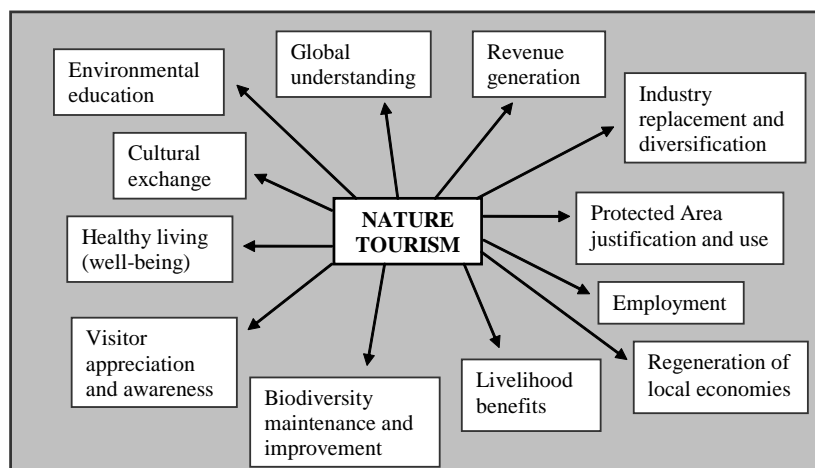 Environmental
education
Global
understanding
Revenue
generation
Industry
replacement and
diversification
Cultural
exchange
NATURE
TOURISM
Protected Area
justification and use
Healthy living
(well-being)
Employment
Visitor
appreciation
and awareness
Biodiversity
maintenance and
improvement
Livelihood
benefits
Regeneration of
local economies